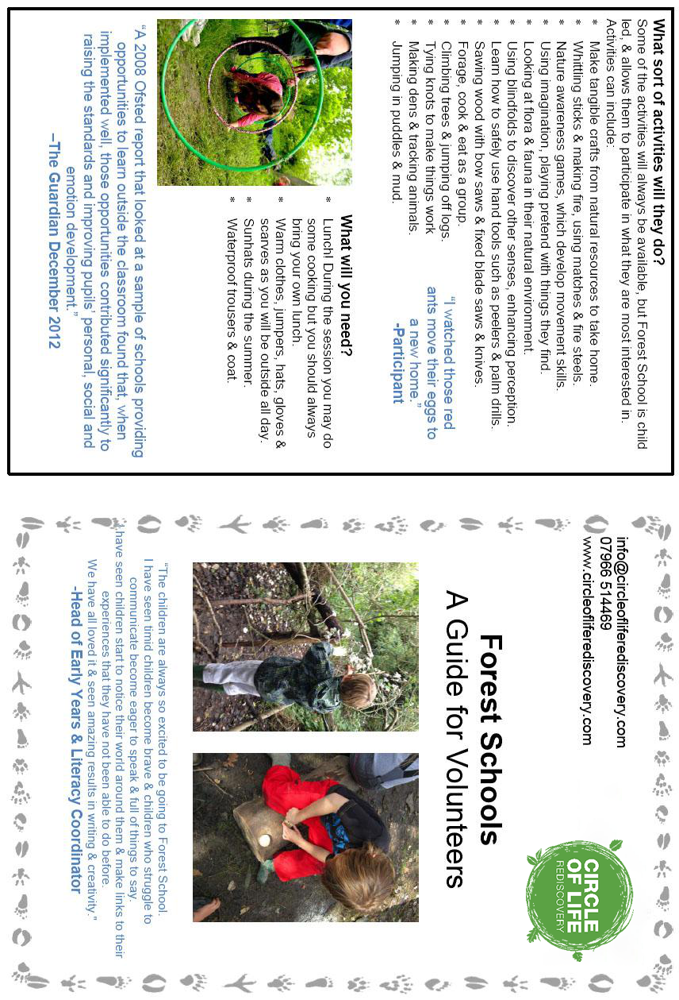 What sort of activities will they do?
Some of the activities will always be available, but Forest School is child
led, & allows them to participate in what they are most interested in.
Activities can include:
* Make tangible crafts from natural resources to take home.
* Whittling sticks & making fire, using matches & fire steels.
* Nature awareness games, which develop movement skills.
* Using imagination, playing pretend with things they find.
* Looking at flora & fauna in their natural environment.
* Using blindfolds to discover other senses, enhancing perception.
* Learn how to safely use hand tools such as peelers & palm drills.
* Sawing wood with bow saws & fixed blade saws & knives.
* Forage, cook & eat as a group.
* Climbing trees & jumping off logs.
* Tying knots to make things work
* Making dens & tracking animals.
* Jumping in puddles & mud.
“I watched those red
ants move their eggs to
a new home.”
-Participant
What will you need?
* Lunch! During the session you may do
some cooking but you should always
bring your own lunch.
* Warm clothes, jumpers, hats, gloves &
scarves as you will be outside all day.
* Sunhats during the summer.
* Waterproof trousers & coat.
“A 2008 Ofsted report that looked at a sample of schools providing
opportunities to learn outside the classroom found that, when
implemented well, those opportunities contributed significantly to
raising the standards and improving pupils’ personal, social and
emotion development.”
–The Guardian December 2012
info@circleofliferediscovery.com
07966 514469
www.circleofliferediscovery.com
CIRCLE
OF LIFE
REDISCOVERY
Forest Schools
A Guide for Volunteers
“The children are always so excited to be going to Forest School.
I have seen timid children become brave & children who struggle to
communicate become eager to speak & full of things to say.
I have seen children start to notice their world around them & make links to their
experiences that they have not been able to do before.
We have all loved it & seen amazing results in writing & creativity.”
-Head of Early Years & Literacy Coordinator